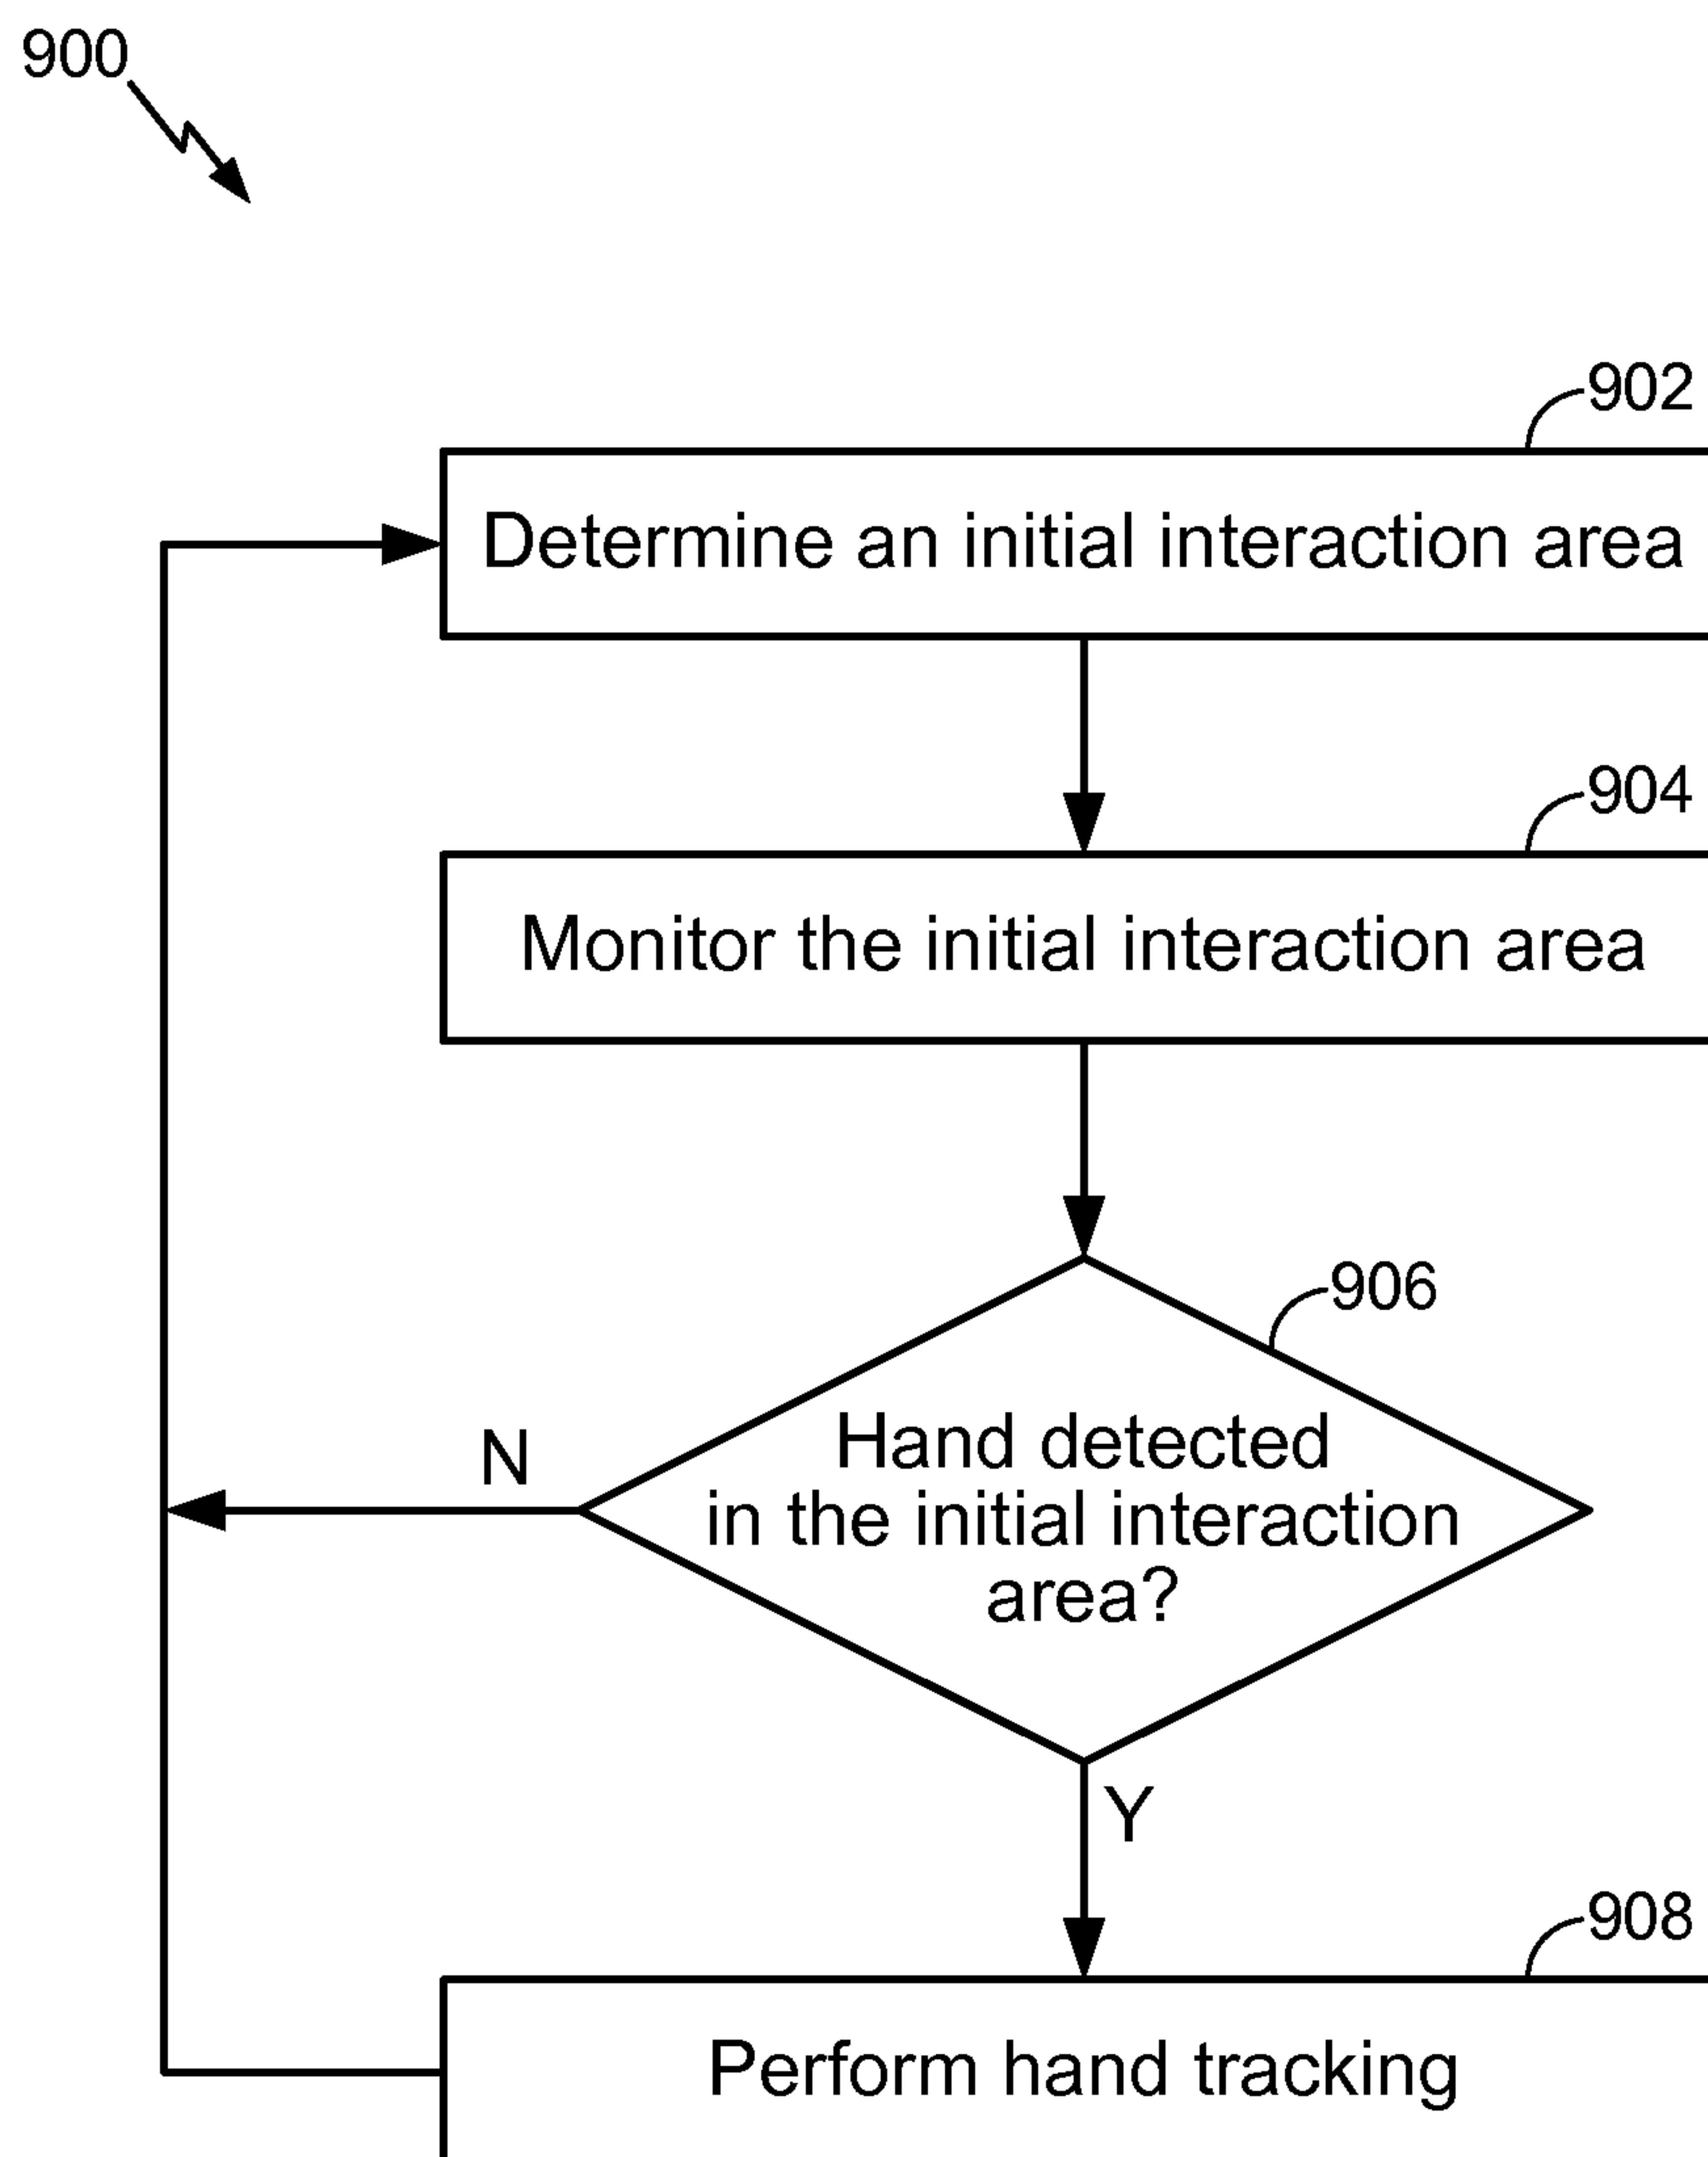 900
902
Determine an initial interaction area
904
Monitor the initial interaction area
906
Hand detected
in the initial interaction
area?
N
Y
908
Perform hand tracking